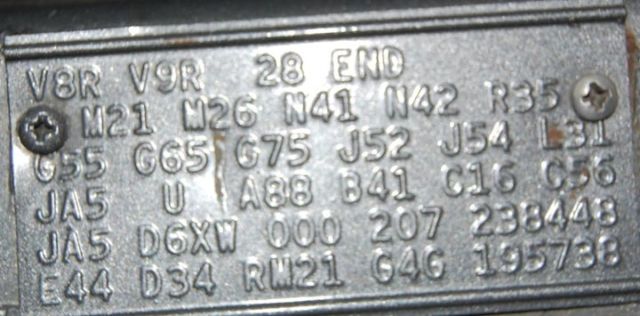 V8R V9R 28 END
M21 M26 N41 N42 R35
G55 G65 G75 J52 J54 L31
JA5 U A88 B41 C16 C56
JA5 D6XW 000 207 238448
E44 D34 RM21 G4G 195738